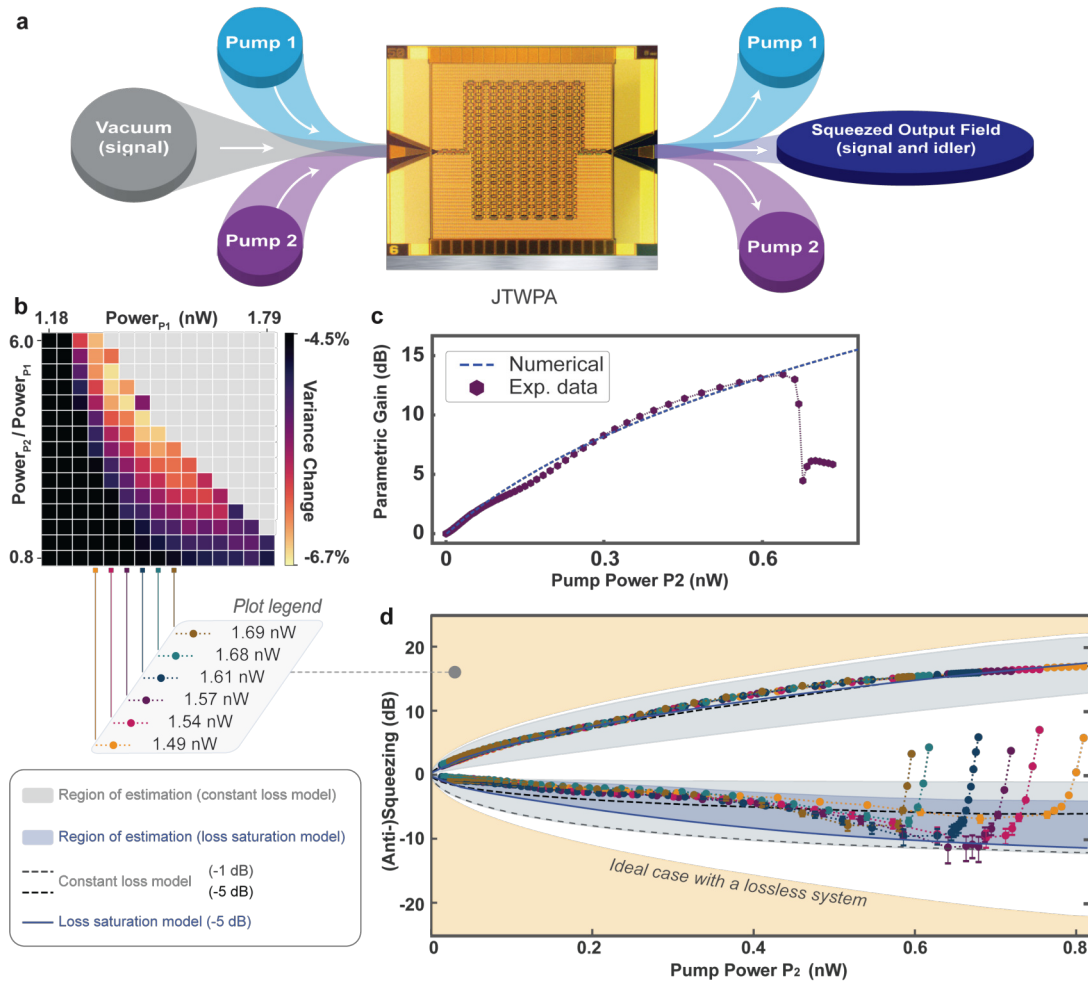 a
Pump 1
Pump 1
Vacuum
(signal)
Squeezed Output Field
(signal and idler)
Pump 2
Pump 2
6
JTWPA
b
Power_P1 (nW)
1.18
1.79
6.0
0.8
Power_P2 / Power_P1
-4.5%
Variance Change
-6.7%
c
Numerical
Exp. data
15
10
5
0
Parametric Gain (dB)
0
0.3
0.6
Pump Power P2 (nW)
Plot legend
1.69 nW
1.68 nW
1.61 nW
1.57 nW
1.54 nW
1.49 nW
Region of estimation (constant loss model)
Region of estimation (loss saturation model)
Constant loss model
(-1 dB)
(-5 dB)
Loss saturation model (-5 dB)
d
20
10
0
-10
-20
(Anti-)Squeezing (dB)
Ideal case with a lossless system
0
0.2
0.4
0.6
0.8
Pump Power P₂ (nW)